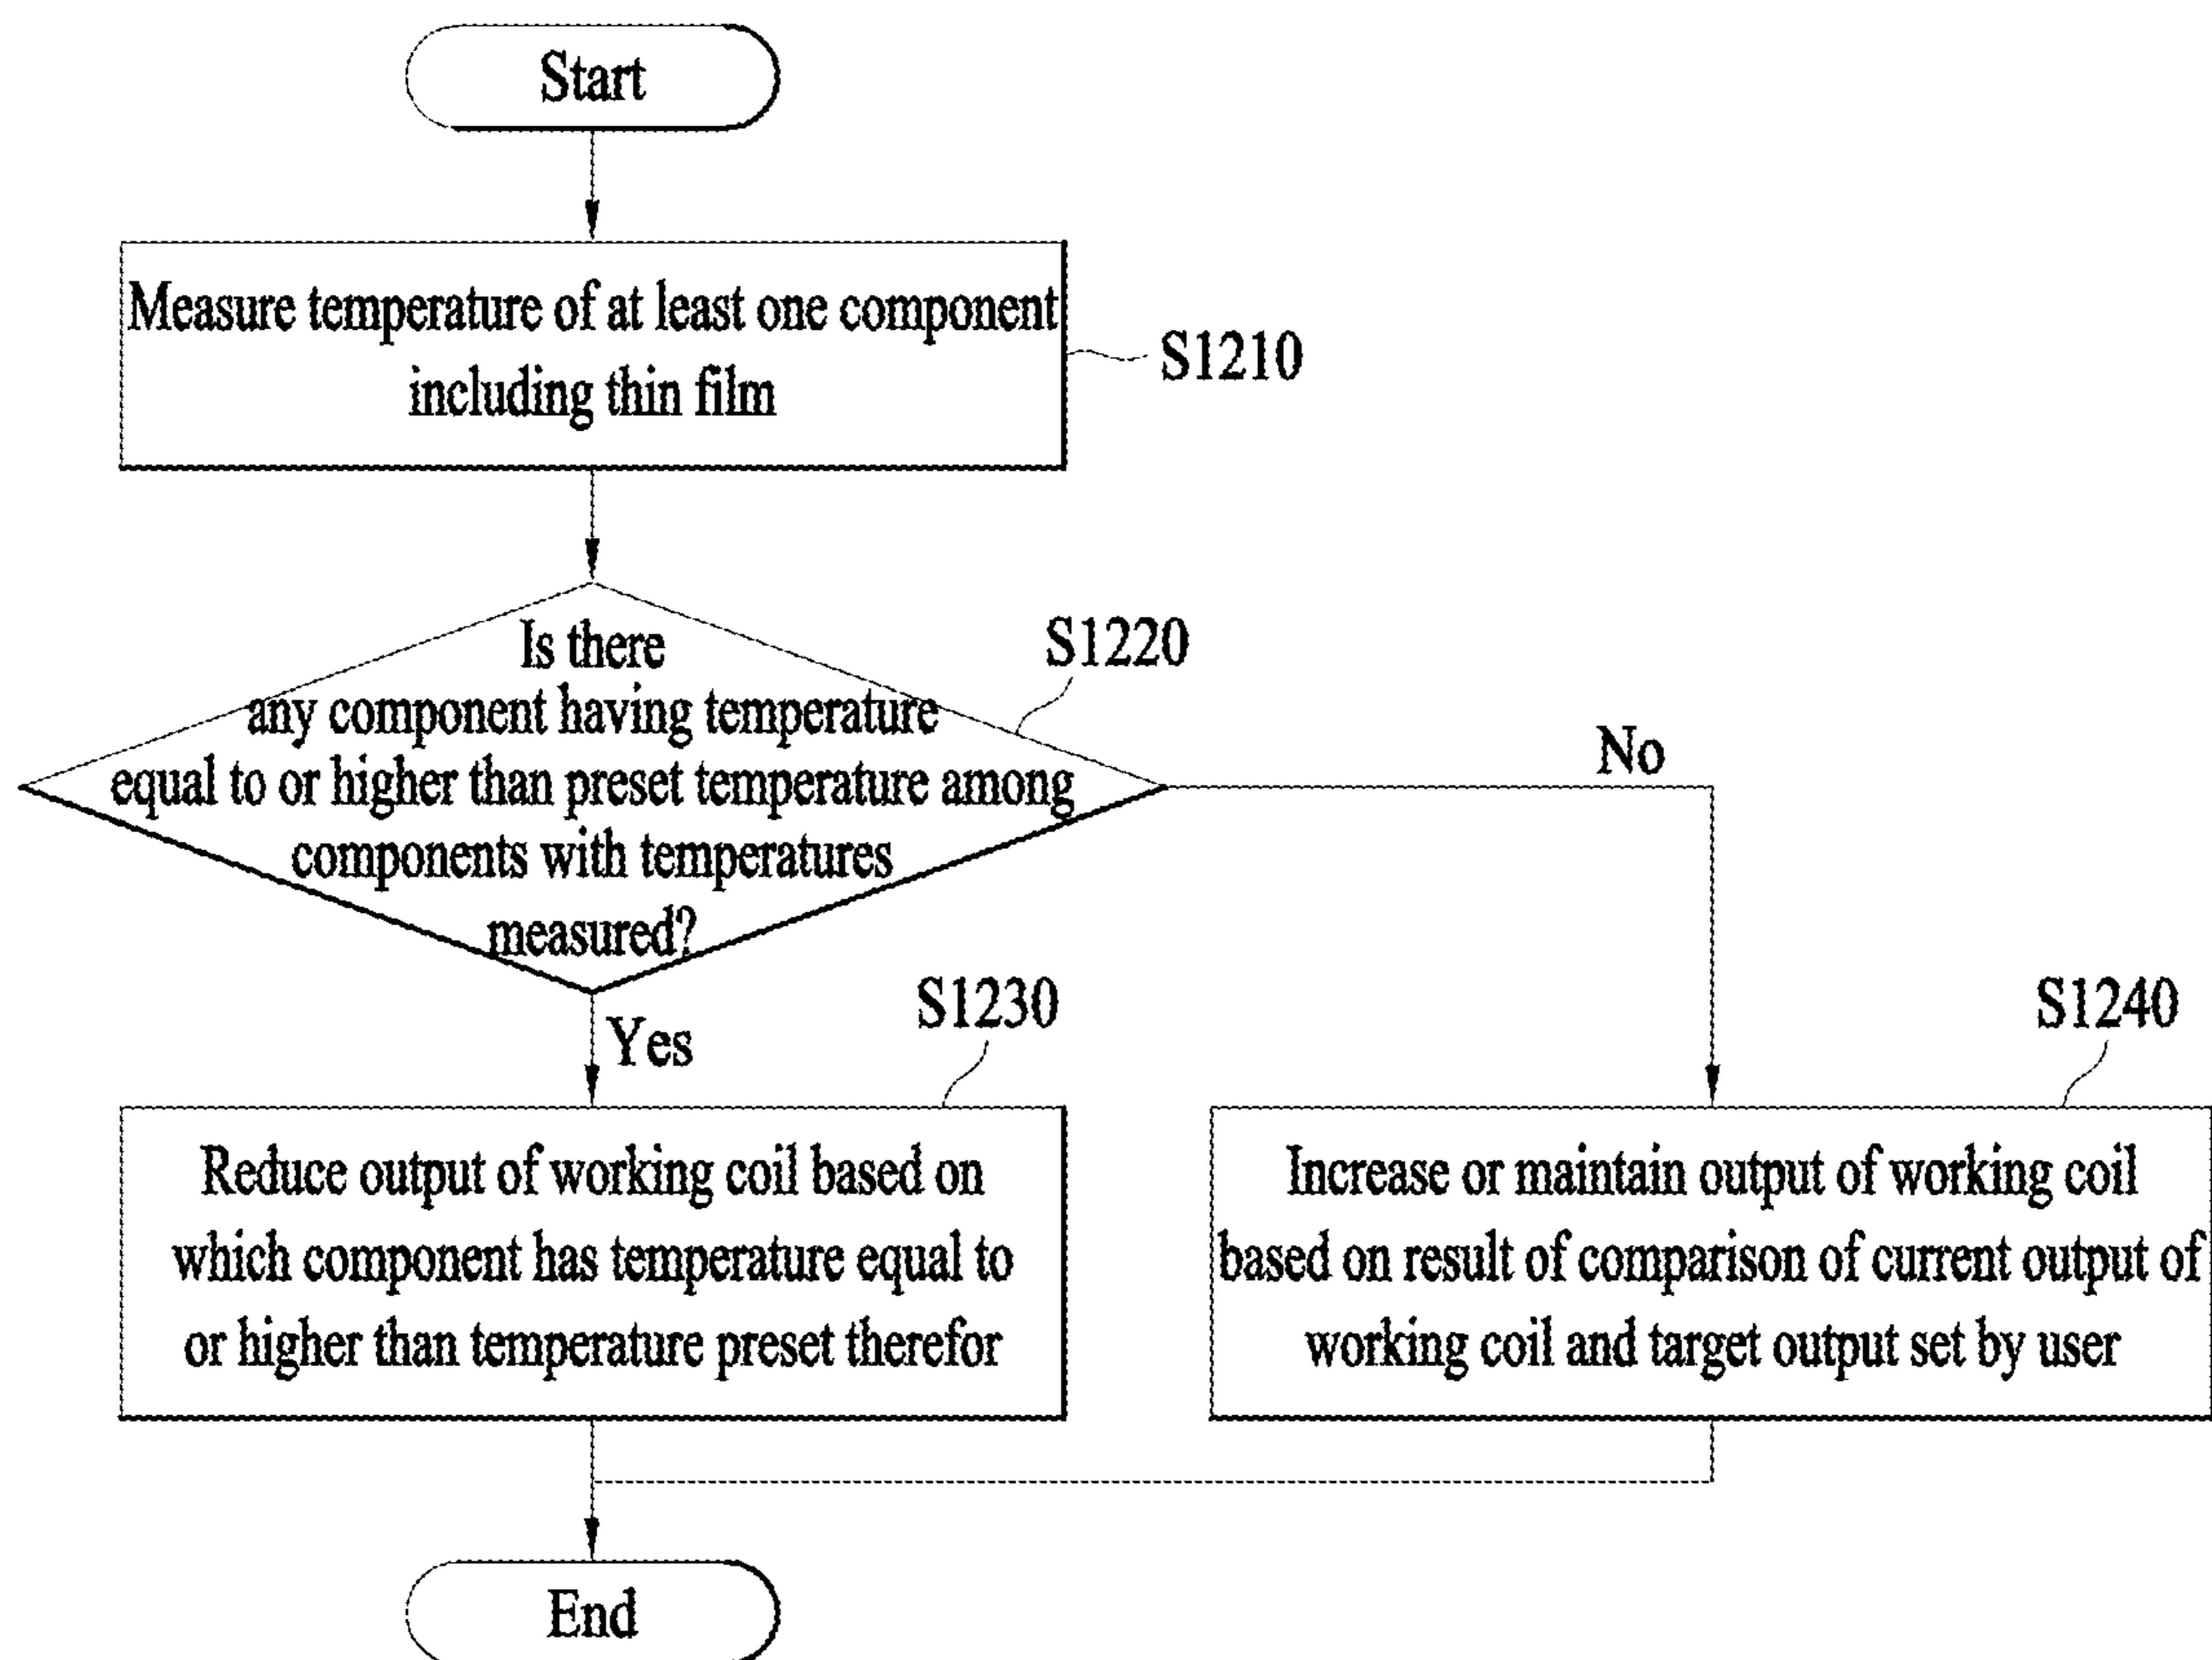 Start
Measure temperature of at least one component
including thin film
S1210
Is there
any component having temperature
equal to or higher than preset temperature among
components with temperatures
measured?
S1220
No
Yes
S1230
Reduce output of working coil based on
which component has temperature equal to
or higher than temperature preset therefor
S1240
Increase or maintain output of working coil
based on result of comparison of current output of
working coil and target output set by user
End